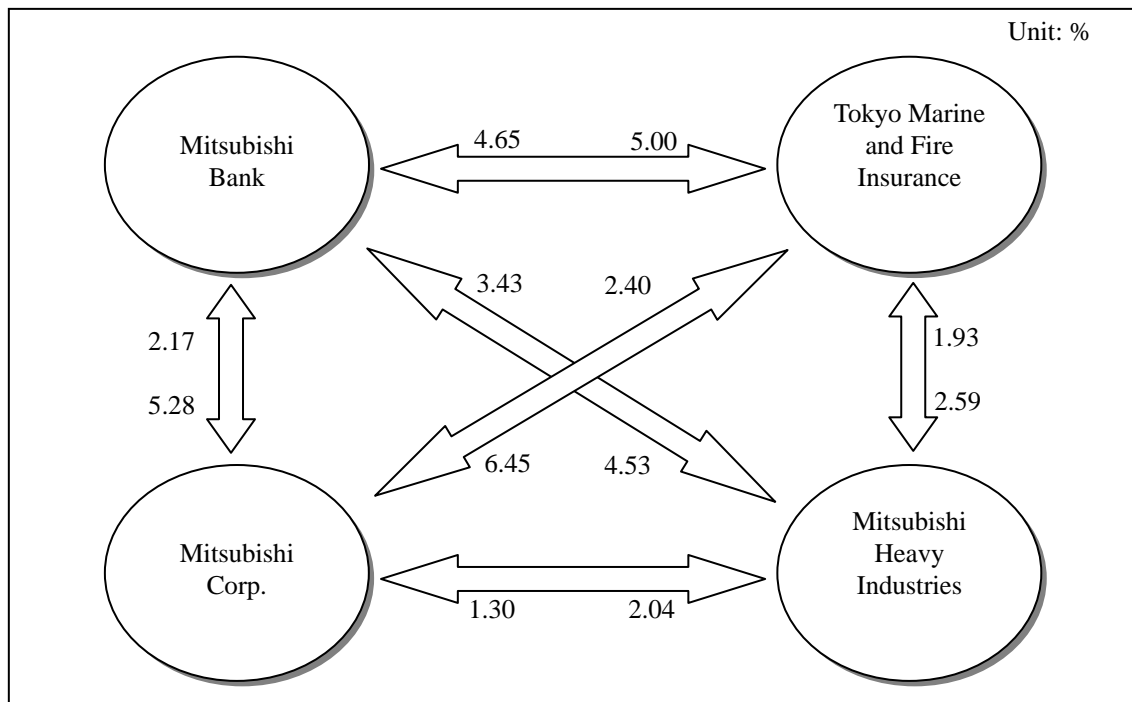 Unit: %
Mitsubishi
Bank
4.65
5.00
Tokyo Marine
and Fire
Insurance
3.43
2.40
2.17
5.28
1.93
2.59
6.45
4.53
Mitsubishi
Corp.
1.30
2.04
Mitsubishi
Heavy
Industries